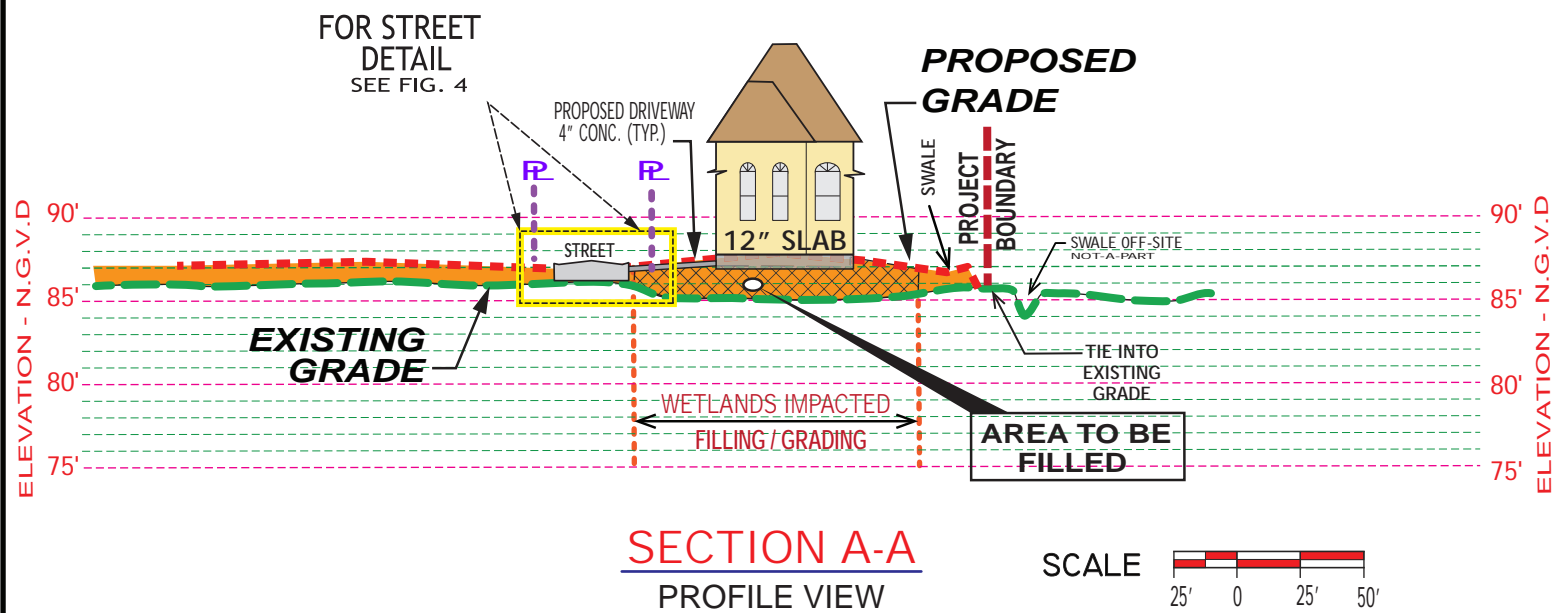 FOR STREET
DETAIL
SEE FIG. 4
PROPOSED DRIVEWAY
4" CONC. (TYP.)
PROPOSED
GRADE
SWALE
PROJECT
BOUNDARY
PL
PL
ELEVATION - N.G.V.D
90'
85'
80'
75'
STREET
12" SLAB
SWALE OFF-SITE
NOT-A-PART
90'
85'
80'
75'
ELEVATION - N.G.V.D
EXISTING
GRADE
TIE INTO
EXISTING
GRADE
WETLANDS IMPACTED
FILLING / GRADING
AREA TO BE
FILLED
SECTION A-A
PROFILE VIEW
SCALE
25' 0 25' 50'